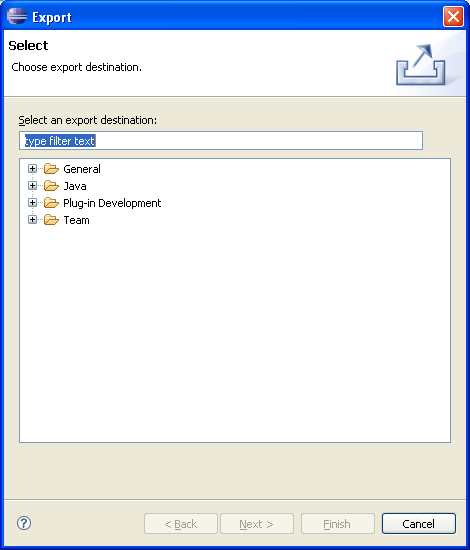 Export
Select
Choose export destination.
Select an export destination:
type filter text
General
Java
Plug-in Development
Team
?
< Back
Next >
Finish
Cancel